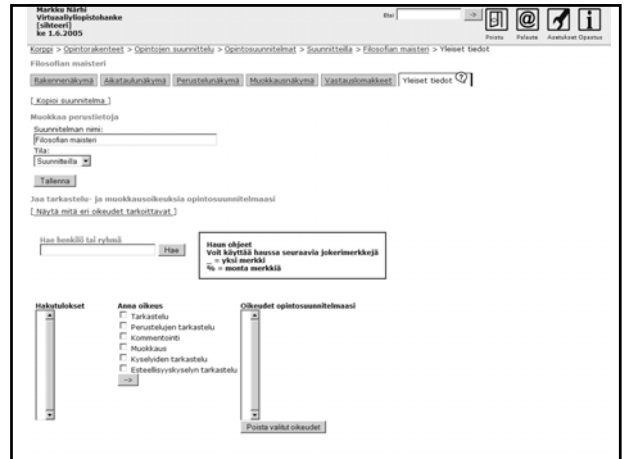 Markku Närhi
Virtuaaliyliopistohanke
[sihteeri]
ke 1.6.2005
Etsi
->
Poistu Palaute Asetukset Opastus
Korppi > Opintorakenteet > Opintojen suunnittelu > Opintosuunnitelmat > Suunnitteilla > Filosofian maisteri > Yleiset tiedot
Filosofian maisteri
Rakennenäkymä Aikataulunäkymä Perustelunäkymä Muokkausnäkymä Vastauslomakkeet Yleiset tiedot ?
[ Kopioi suunnitelma ]
Muokkaa perustietoja
Suunnitelman nimi:
Filosofian maisteri
Tila:
Suunnitteilla
Tallenna
Jaa tarkastelu- ja muokkausoikeuksia opintosuunnitelmaasi
[ Näytä mitä eri oikeudet tarkoittavat ]
Hae henkilö tai ryhmä
Hae
Haun ohjeet
Voit käyttää haussa seuraavia jokerimerkkejä
_ = yksi merkki
% = monta merkkiä
Hakutulokset Anna oikeus Oikeudet opintosuunnitelmaasi
Tarkastelu
Perustelujen tarkastelu
Kommentointi
Muokkaus
Kyselyiden tarkastelu
Esteellisyyskyselyn tarkastelu
-->
Poista valitut oikeudet